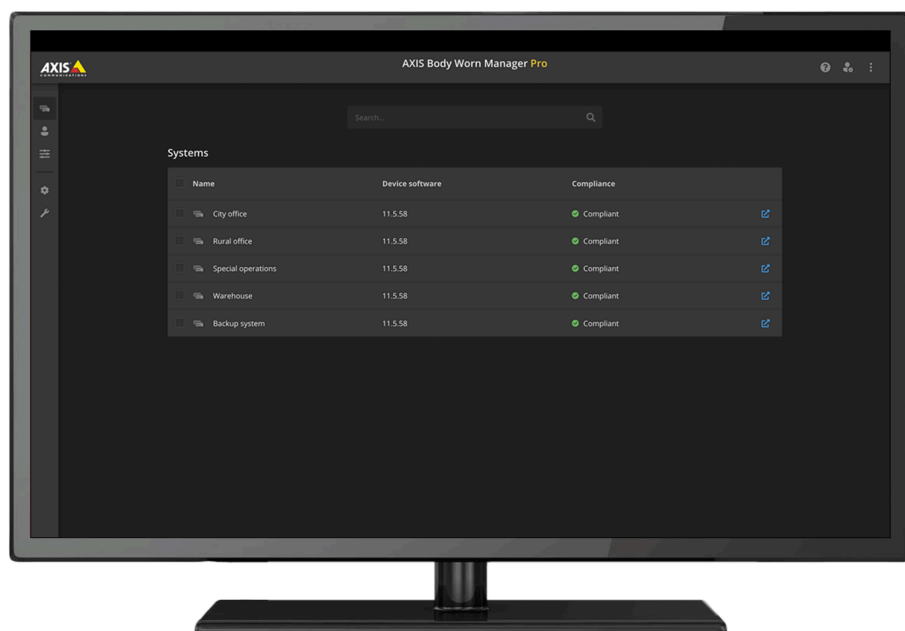 AXIS
COMMUNICATIONS
AXIS Body Worn Manager Pro
Search...
Systems
Name Device software Compliance
City office 11.5.58 Compliant
Rural office 11.5.58 Compliant
Special operations 11.5.58 Compliant
Warehouse 11.5.58 Compliant
Backup system 11.5.58 Compliant